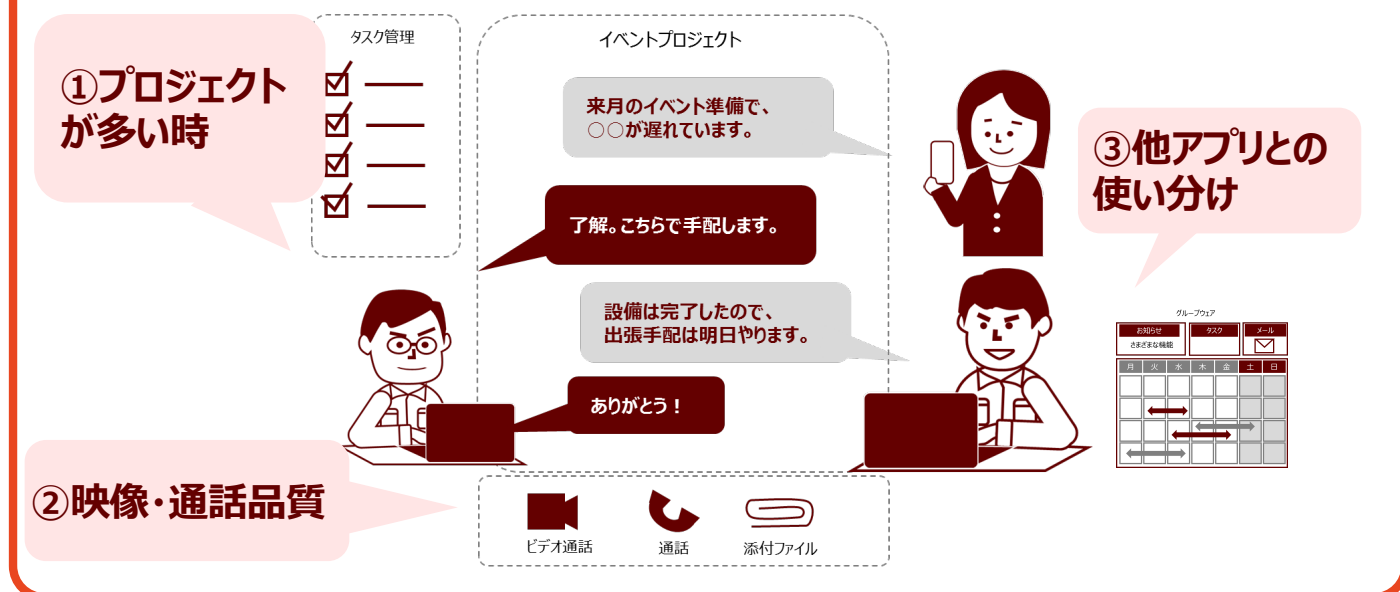 ①プロジェクト
が多い時
タスク管理
イベントプロジェクト
来月のイベント準備で、
○○が遅れています。
了解。こちらで手配します。
設備は完了したので、
出張手配は明日やります。
ありがとう！
③他アプリとの
使い分け
グループウェア
お知らせ
さまざまな機能
タスク
メール
月 火 水 木 金 土 日
②映像・通話品質
ビデオ通話
通話
添付ファイル